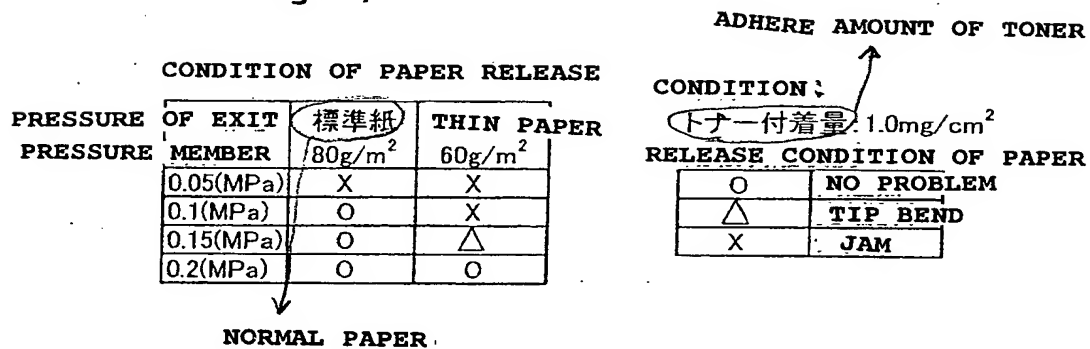 ADHERE AMOUNT OF TONER
CONDITION OF PAPER RELEASE
PRESSURE OF EXIT 標準紙 THIN PAPER
PRESSURE MEMBER 80g/m² 60g/m²
0.05(MPa) X X
0.1(MPa) O X
0.15(MPa) O △
0.2(MPa) O O
NORMAL PAPER
CONDITION:
トナー付着量:1.0mg/cm²
RELEASE CONDITION OF PAPER
O NO PROBLEM
△ TIP BEND
X JAM